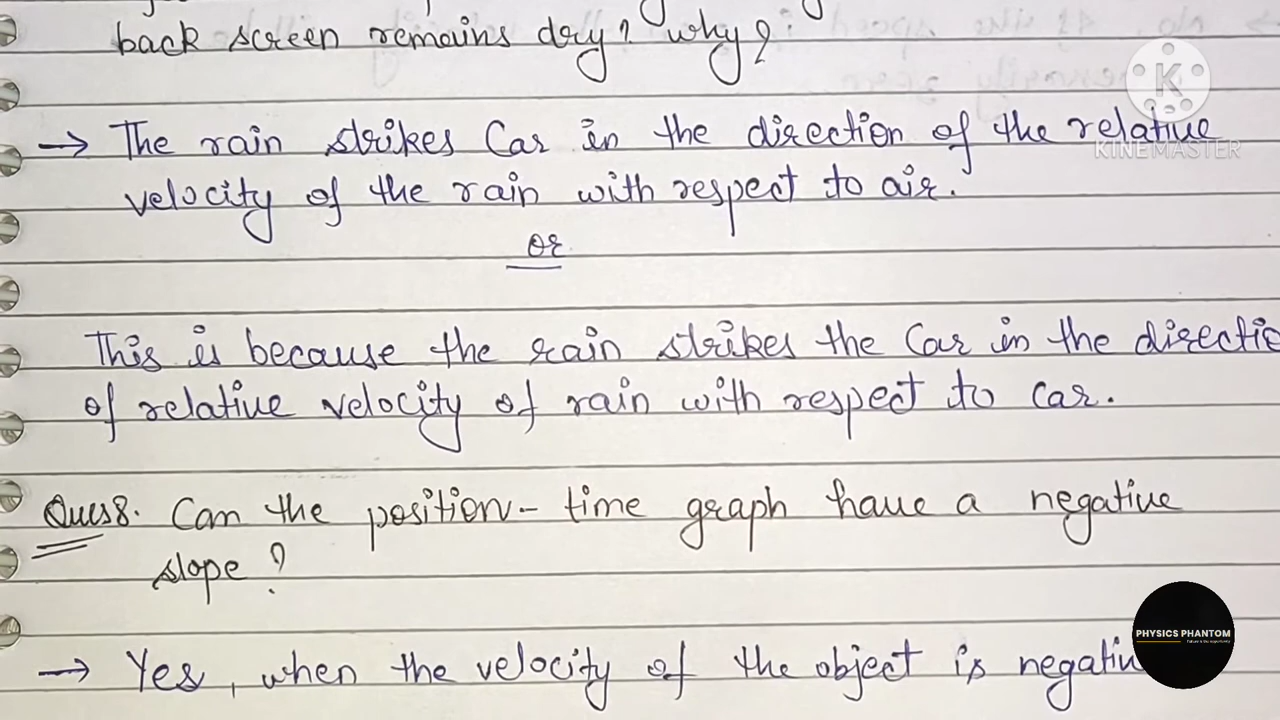 back screen remains dry? why?
→ The rain strikes Car in the direction of the relative
velocity of the rain with respect to air.
or
This is because the rain strikes the Car in the directio
of relative velocity of rain with respect to car.
Ques8. Can the position - time graph have a negative
slope?
→ Yes, when the velocity of the object is negativ
K
KINEMASTER
PHYSICS PHANTOM